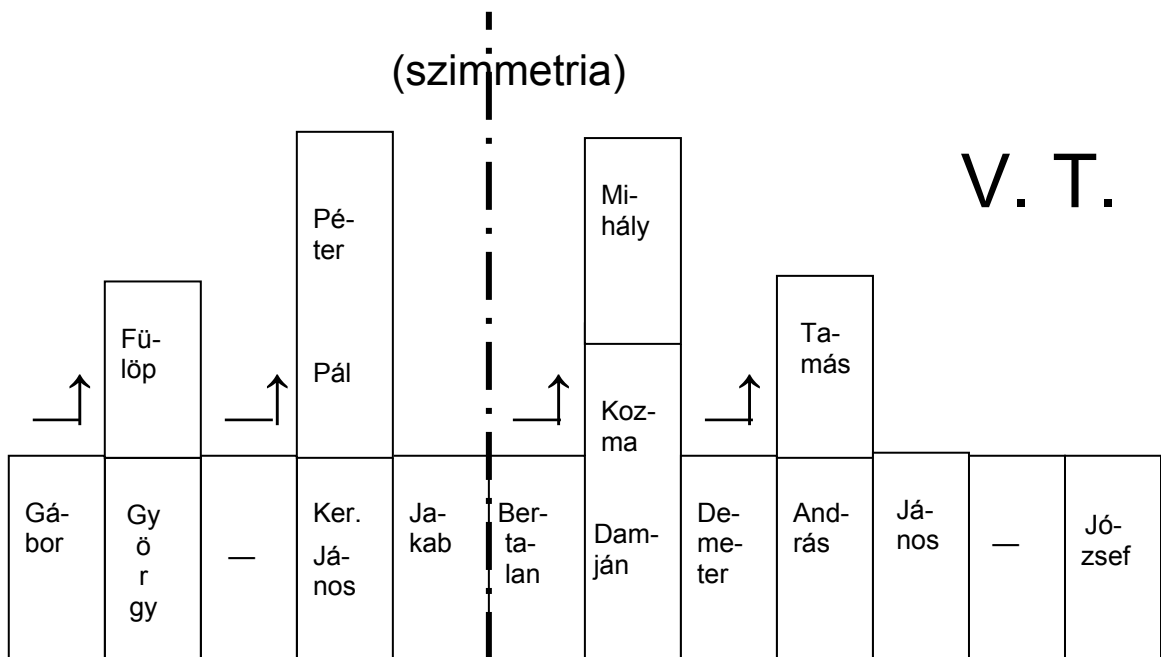 (szimmetria)
V. T.
Pé-
ter
Pál
Mi-
hály
Fü-
löp
Ta-
más
Koz-
ma
Gá-
bor
Gy
ö
r
gy
—
Ker.
Já-
nos
Ja-
kab
Ber-
ta-
lan
Dam-
ján
De-
me-
ter
And-
rás
Já-
nos
—
Jó-
zsef